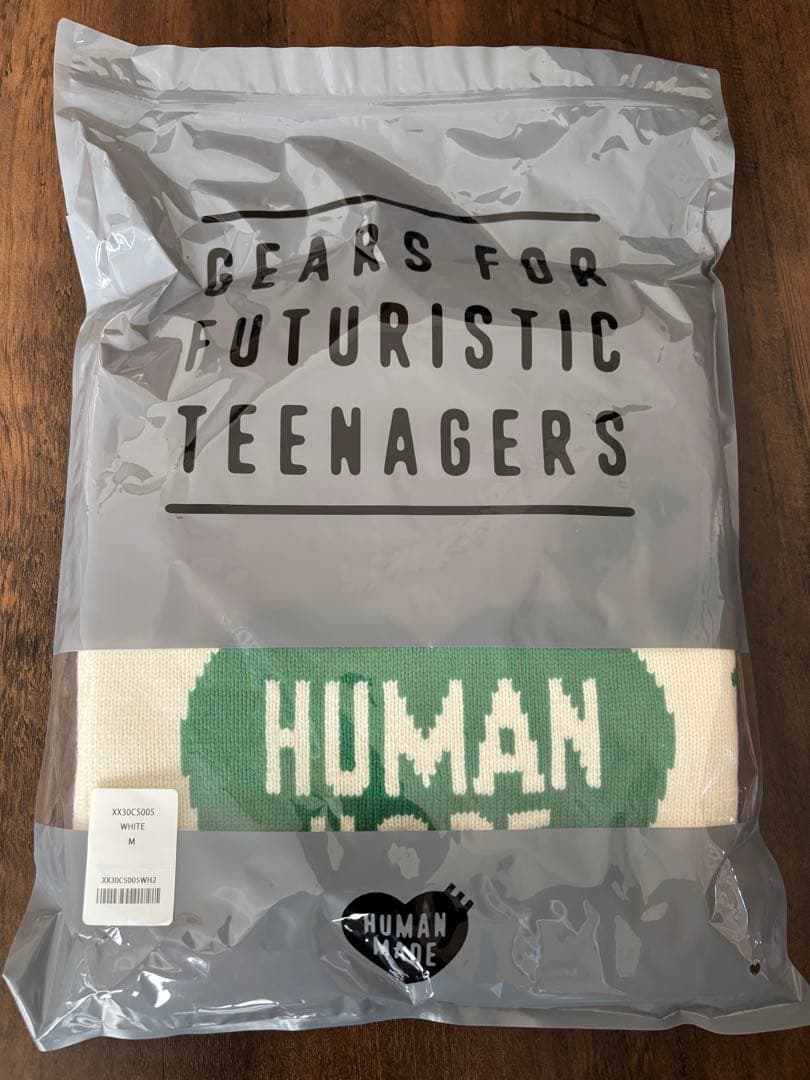 GEARS FOR
FUTURISTIC
TEENAGERS
HUMAN
XX30CS005
WHITE
M
XX30CS005WH2
HUMAN
MADE